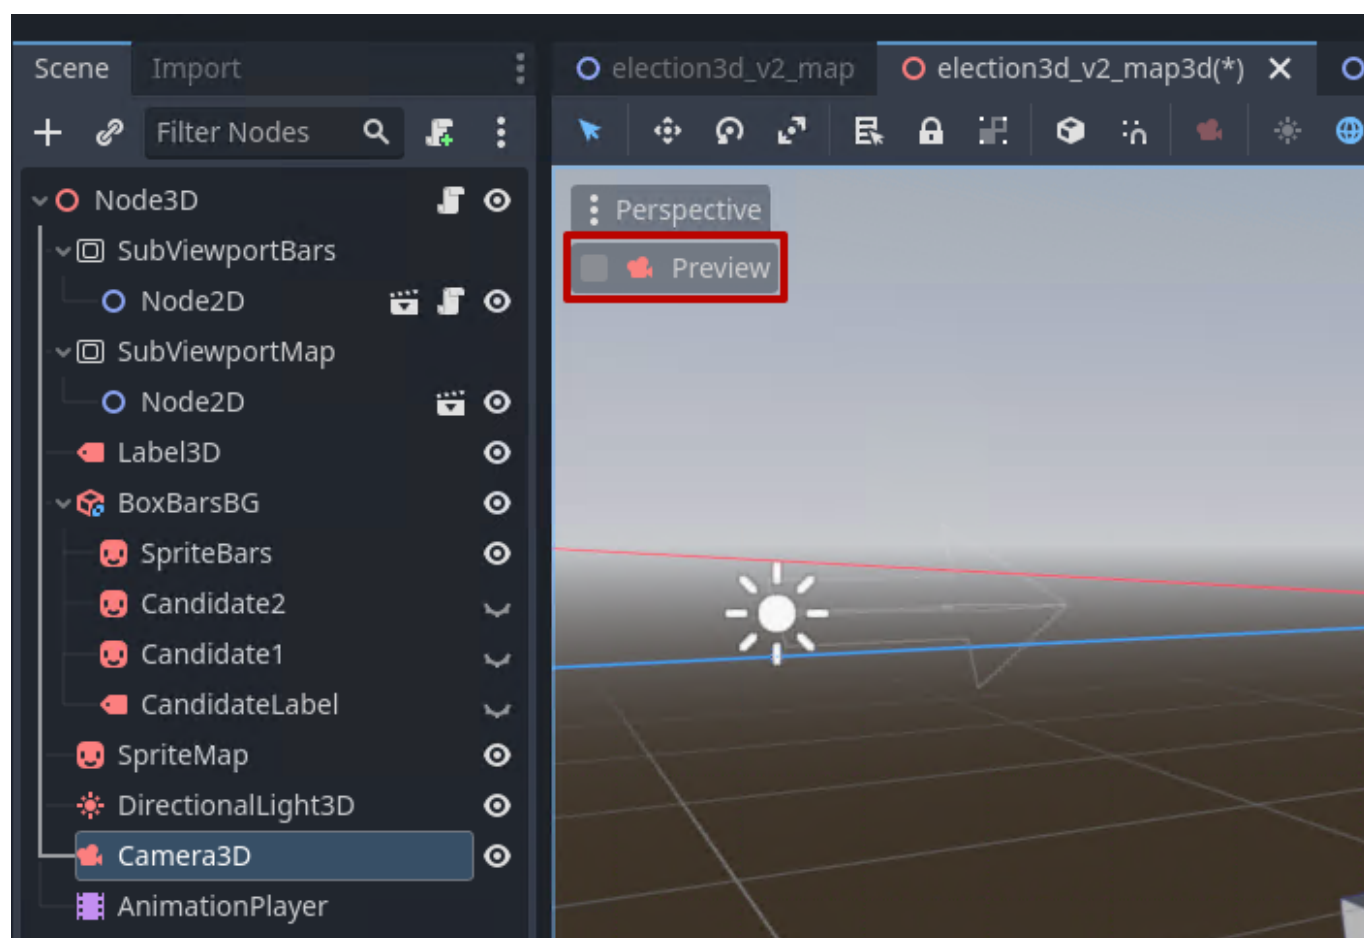 Scene Import
election3d_v2_map election3d_v2_map3d(*)
Filter Nodes
Perspective
Preview
Node3D
SubViewportBars
Node2D
SubViewportMap
Node2D
Label3D
BoxBarsBG
SpriteBars
Candidate2
Candidate1
CandidateLabel
SpriteMap
DirectionalLight3D
Camera3D
AnimationPlayer